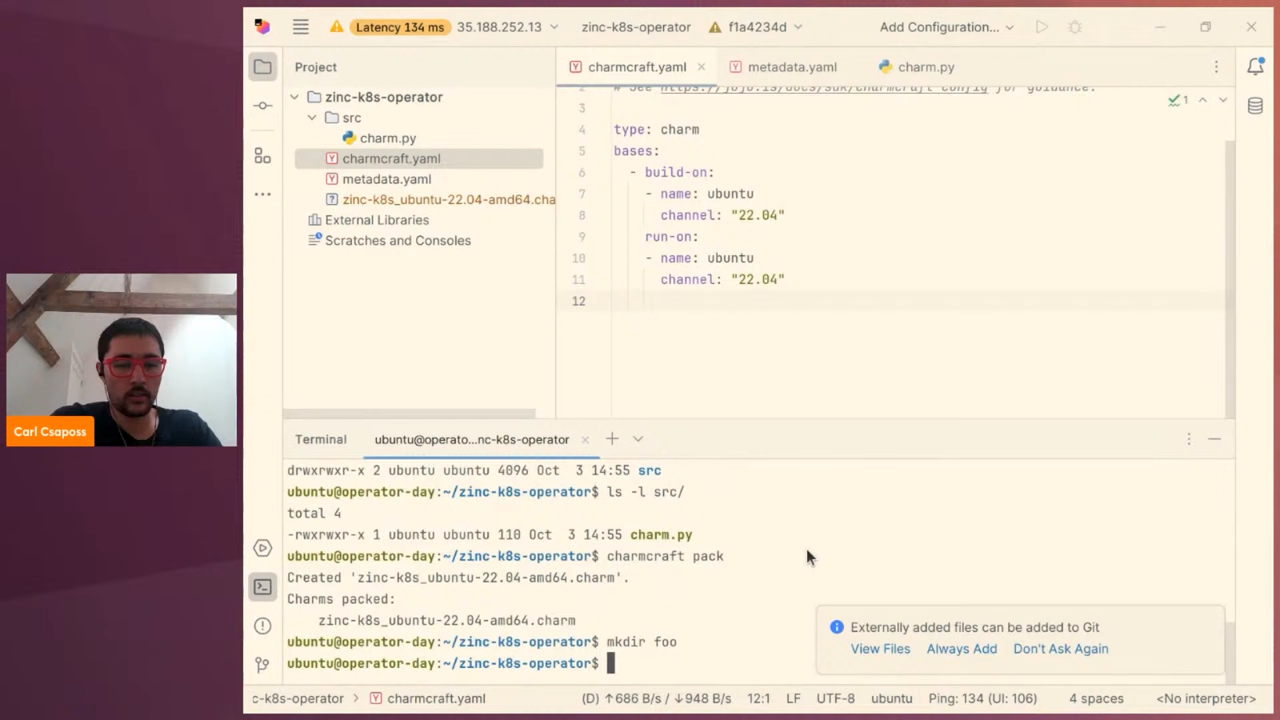 Latency 134 ms
35.188.252.13
zinc-k8s-operator
f1a4234d
Add Configuration...
Project
charmcraft.yaml
metadata.yaml
charm.py
zinc-k8s-operator
src
charm.py
charmcraft.yaml
metadata.yaml
zinc-k8s_ubuntu-22.04-amd64.cha
External Libraries
Scratches and Consoles
1
3
4 type: charm
5 bases:
6 - build-on:
7 - name: ubuntu
8 channel: "22.04"
9 run-on:
10 - name: ubuntu
11 channel: "22.04"
12
Carl Csaposs
Terminal
ubuntu@operato...nc-k8s-operator
drwxrwxr-x 2 ubuntu ubuntu 4096 Oct 3 14:55 src
ubuntu@operator-day:~/zinc-k8s-operator$ ls -l src/
total 4
-rwxrwxr-x 1 ubuntu ubuntu 110 Oct 3 14:55 charm.py
ubuntu@operator-day:~/zinc-k8s-operator$ charmcraft pack
Created 'zinc-k8s_ubuntu-22.04-amd64.charm'.
Charms packed:
zinc-k8s_ubuntu-22.04-amd64.charm
ubuntu@operator-day:~/zinc-k8s-operator$ mkdir foo
ubuntu@operator-day:~/zinc-k8s-operator$
Externally added files can be added to Git
View Files
Always Add
Don't Ask Again
c-k8s-operator
charmcraft.yaml
(D) ↑686 B/s / ↓948 B/s
12:1
LF
UTF-8
ubuntu
Ping: 134 (UI: 106)
4 spaces
<No interpreter>